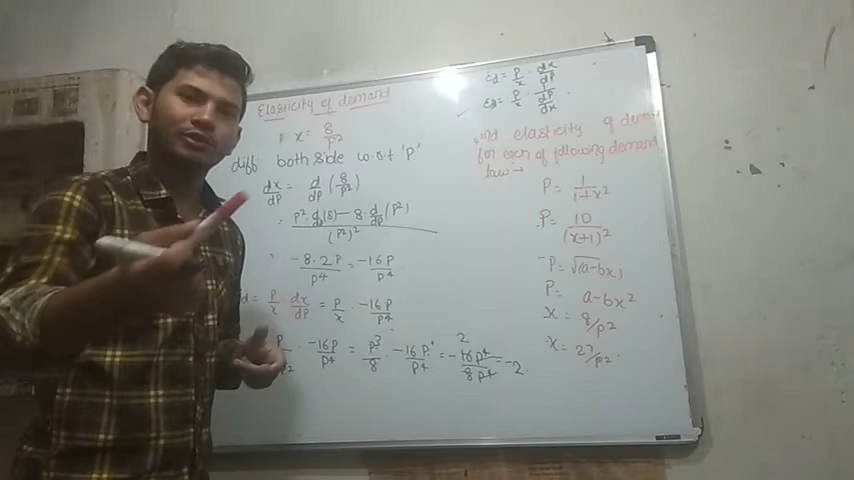 Elasticity of demand
x = 8/p²
diff both side w.r.t 'p'
dx/dp = d/dp (8/p²)
= p² · d/dp(8) - 8 · d/dp(p²) / (p²)²
= -8.2p/p⁴ = -16p/p⁴
d = p/x dx/dp = p/x · -16p/p⁴
· -16p/p⁴ = p³/8 · -16p/p⁴ = -16p⁴/8p⁴ = -2
Ed = p/x · dx/dp
Ed = p/x · 1/dp/dx
elasticity of
for each of following demand
law →
p = 1/1+x²
p = 10/(x+1)²
p = √(a-bx)
p = a-bx²
x = 8/p²
x = 27/p²